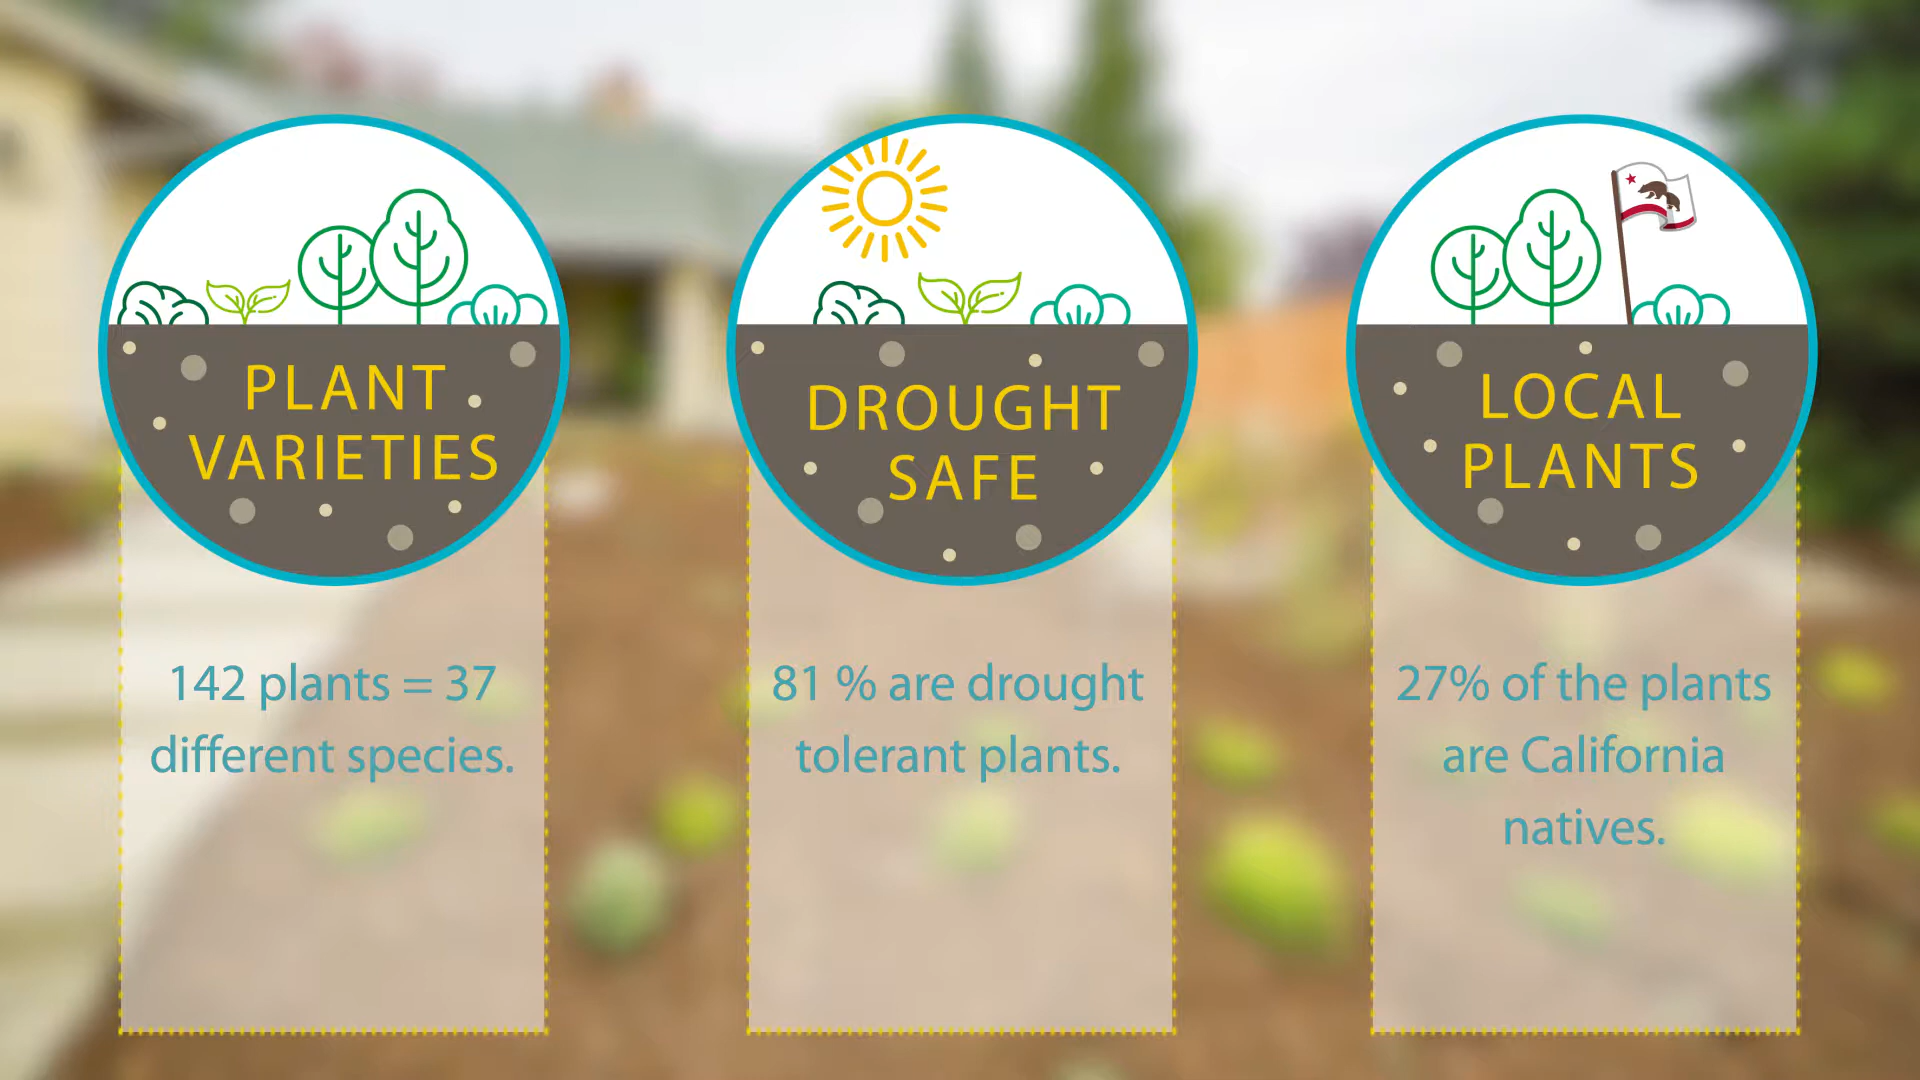 PLANT
VARIETIES
142 plants = 37
different species.
DROUGHT
SAFE
81 % are drought
tolerant plants.
LOCAL
PLANTS
27% of the plants
are California
natives.